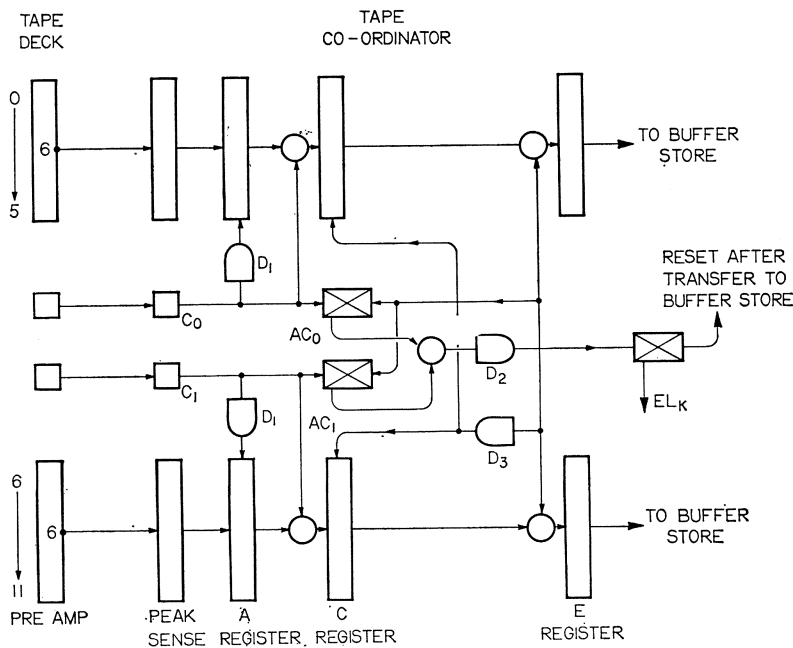 TAPE
DECK
TAPE
CO-ORDINATOR
0
5
6
TO BUFFER
STORE
D1
RESET AFTER
TRANSFER TO
BUFFER STORE
C0
AC0
D2
C1
D1
AC1
ELK
D3
6
11
6
TO BUFFER
STORE
PRE AMP
PEAK
SENSE
A
REGISTER,
C
REGISTER
E
REGISTER